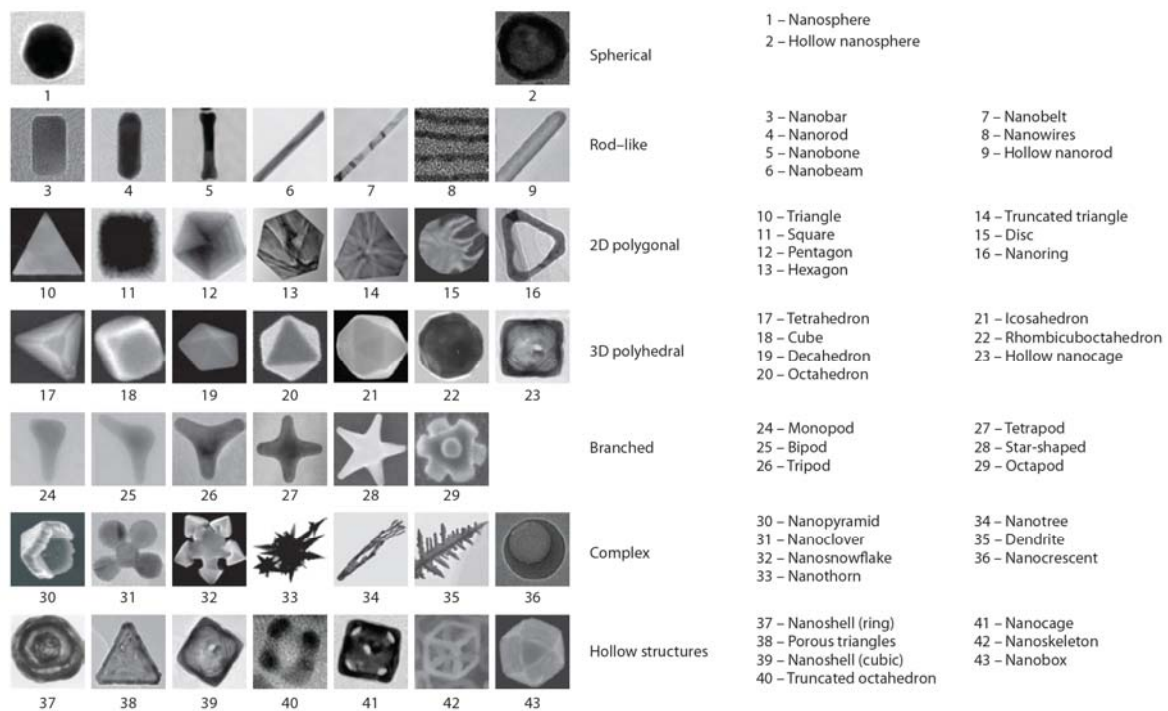 1 – Nanosphere
2 – Hollow nanosphere
1 2
Spherical
3 – Nanobar
4 – Nanorod
5 – Nanobone
6 – Nanobeam
7 – Nanobelt
8 – Nanowires
9 – Hollow nanorod
3 4 5 6 7 8 9
Rod–like
10 – Triangle
11 – Square
12 – Pentagon
13 – Hexagon
14 – Truncated triangle
15 – Disc
16 – Nanoring
10 11 12 13 14 15 16
2D polygonal
17 – Tetrahedron
18 – Cube
19 – Decahedron
20 – Octahedron
21 – Icosahedron
22 – Rhombicuboctahedron
23 – Hollow nanocage
17 18 19 20 21 22 23
3D polyhedral
24 – Monopod
25 – Bipod
26 – Tripod
27 – Tetrapod
28 – Star-shaped
29 – Octapod
24 25 26 27 28 29
Branched
30 – Nanopyramid
31 – Nanoclover
32 – Nanosnowflake
33 – Nanothorn
34 – Nanotree
35 – Dendrite
36 – Nanocrescent
30 31 32 33 34 35 36
Complex
37 – Nanoshell (ring)
38 – Porous triangles
39 – Nanoshell (cubic)
40 – Truncated octahedron
41 – Nanocage
42 – Nanoskeleton
43 – Nanobox
37 38 39 40 41 42 43
Hollow structures